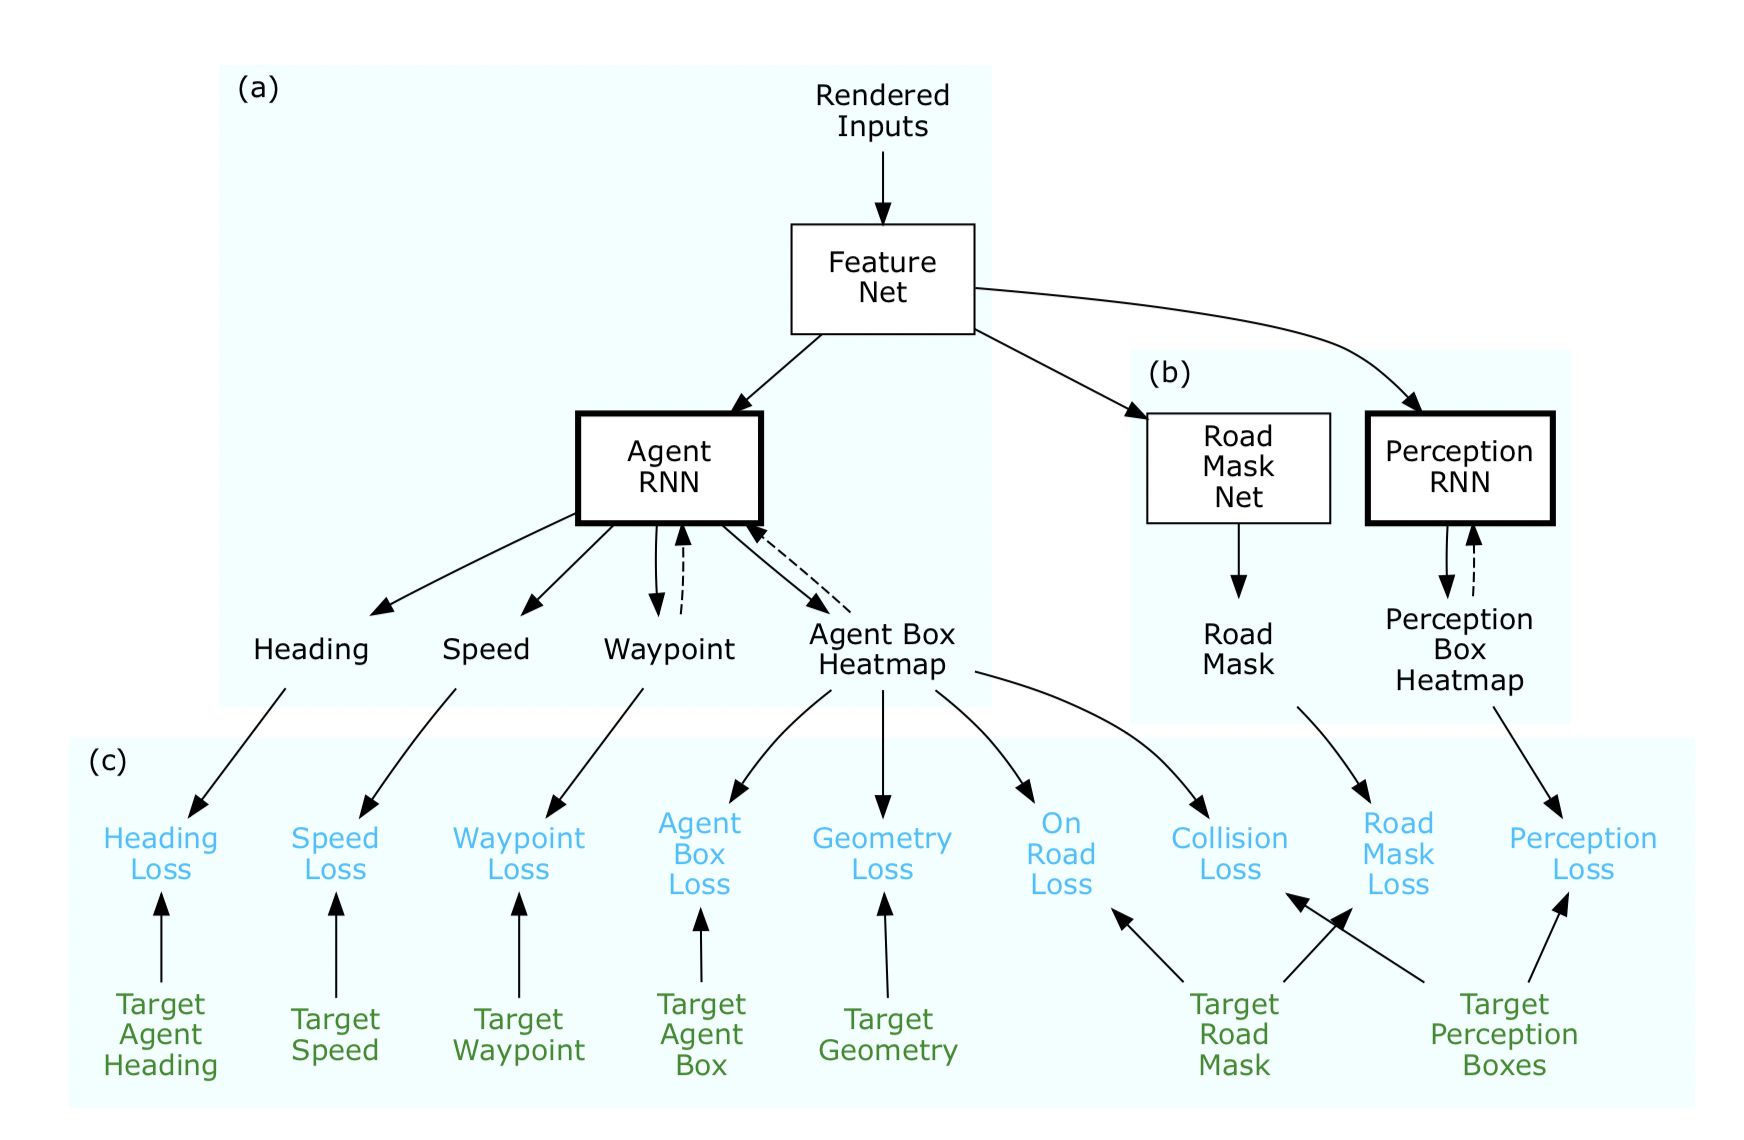 (a)
Rendered
Inputs
Feature
Net
(b)
Agent
RNN
Road
Mask
Net
Perception
RNN
Heading
Speed
Waypoint
Agent Box
Heatmap
Road
Mask
Perception
Box
Heatmap
(c)
Heading
Loss
Speed
Loss
Waypoint
Loss
Agent
Box
Loss
Geometry
Loss
On
Road
Loss
Collision
Loss
Road
Mask
Loss
Perception
Loss
Target
Agent
Heading
Target
Speed
Target
Waypoint
Target
Agent
Box
Target
Geometry
Target
Road
Mask
Target
Perception
Boxes